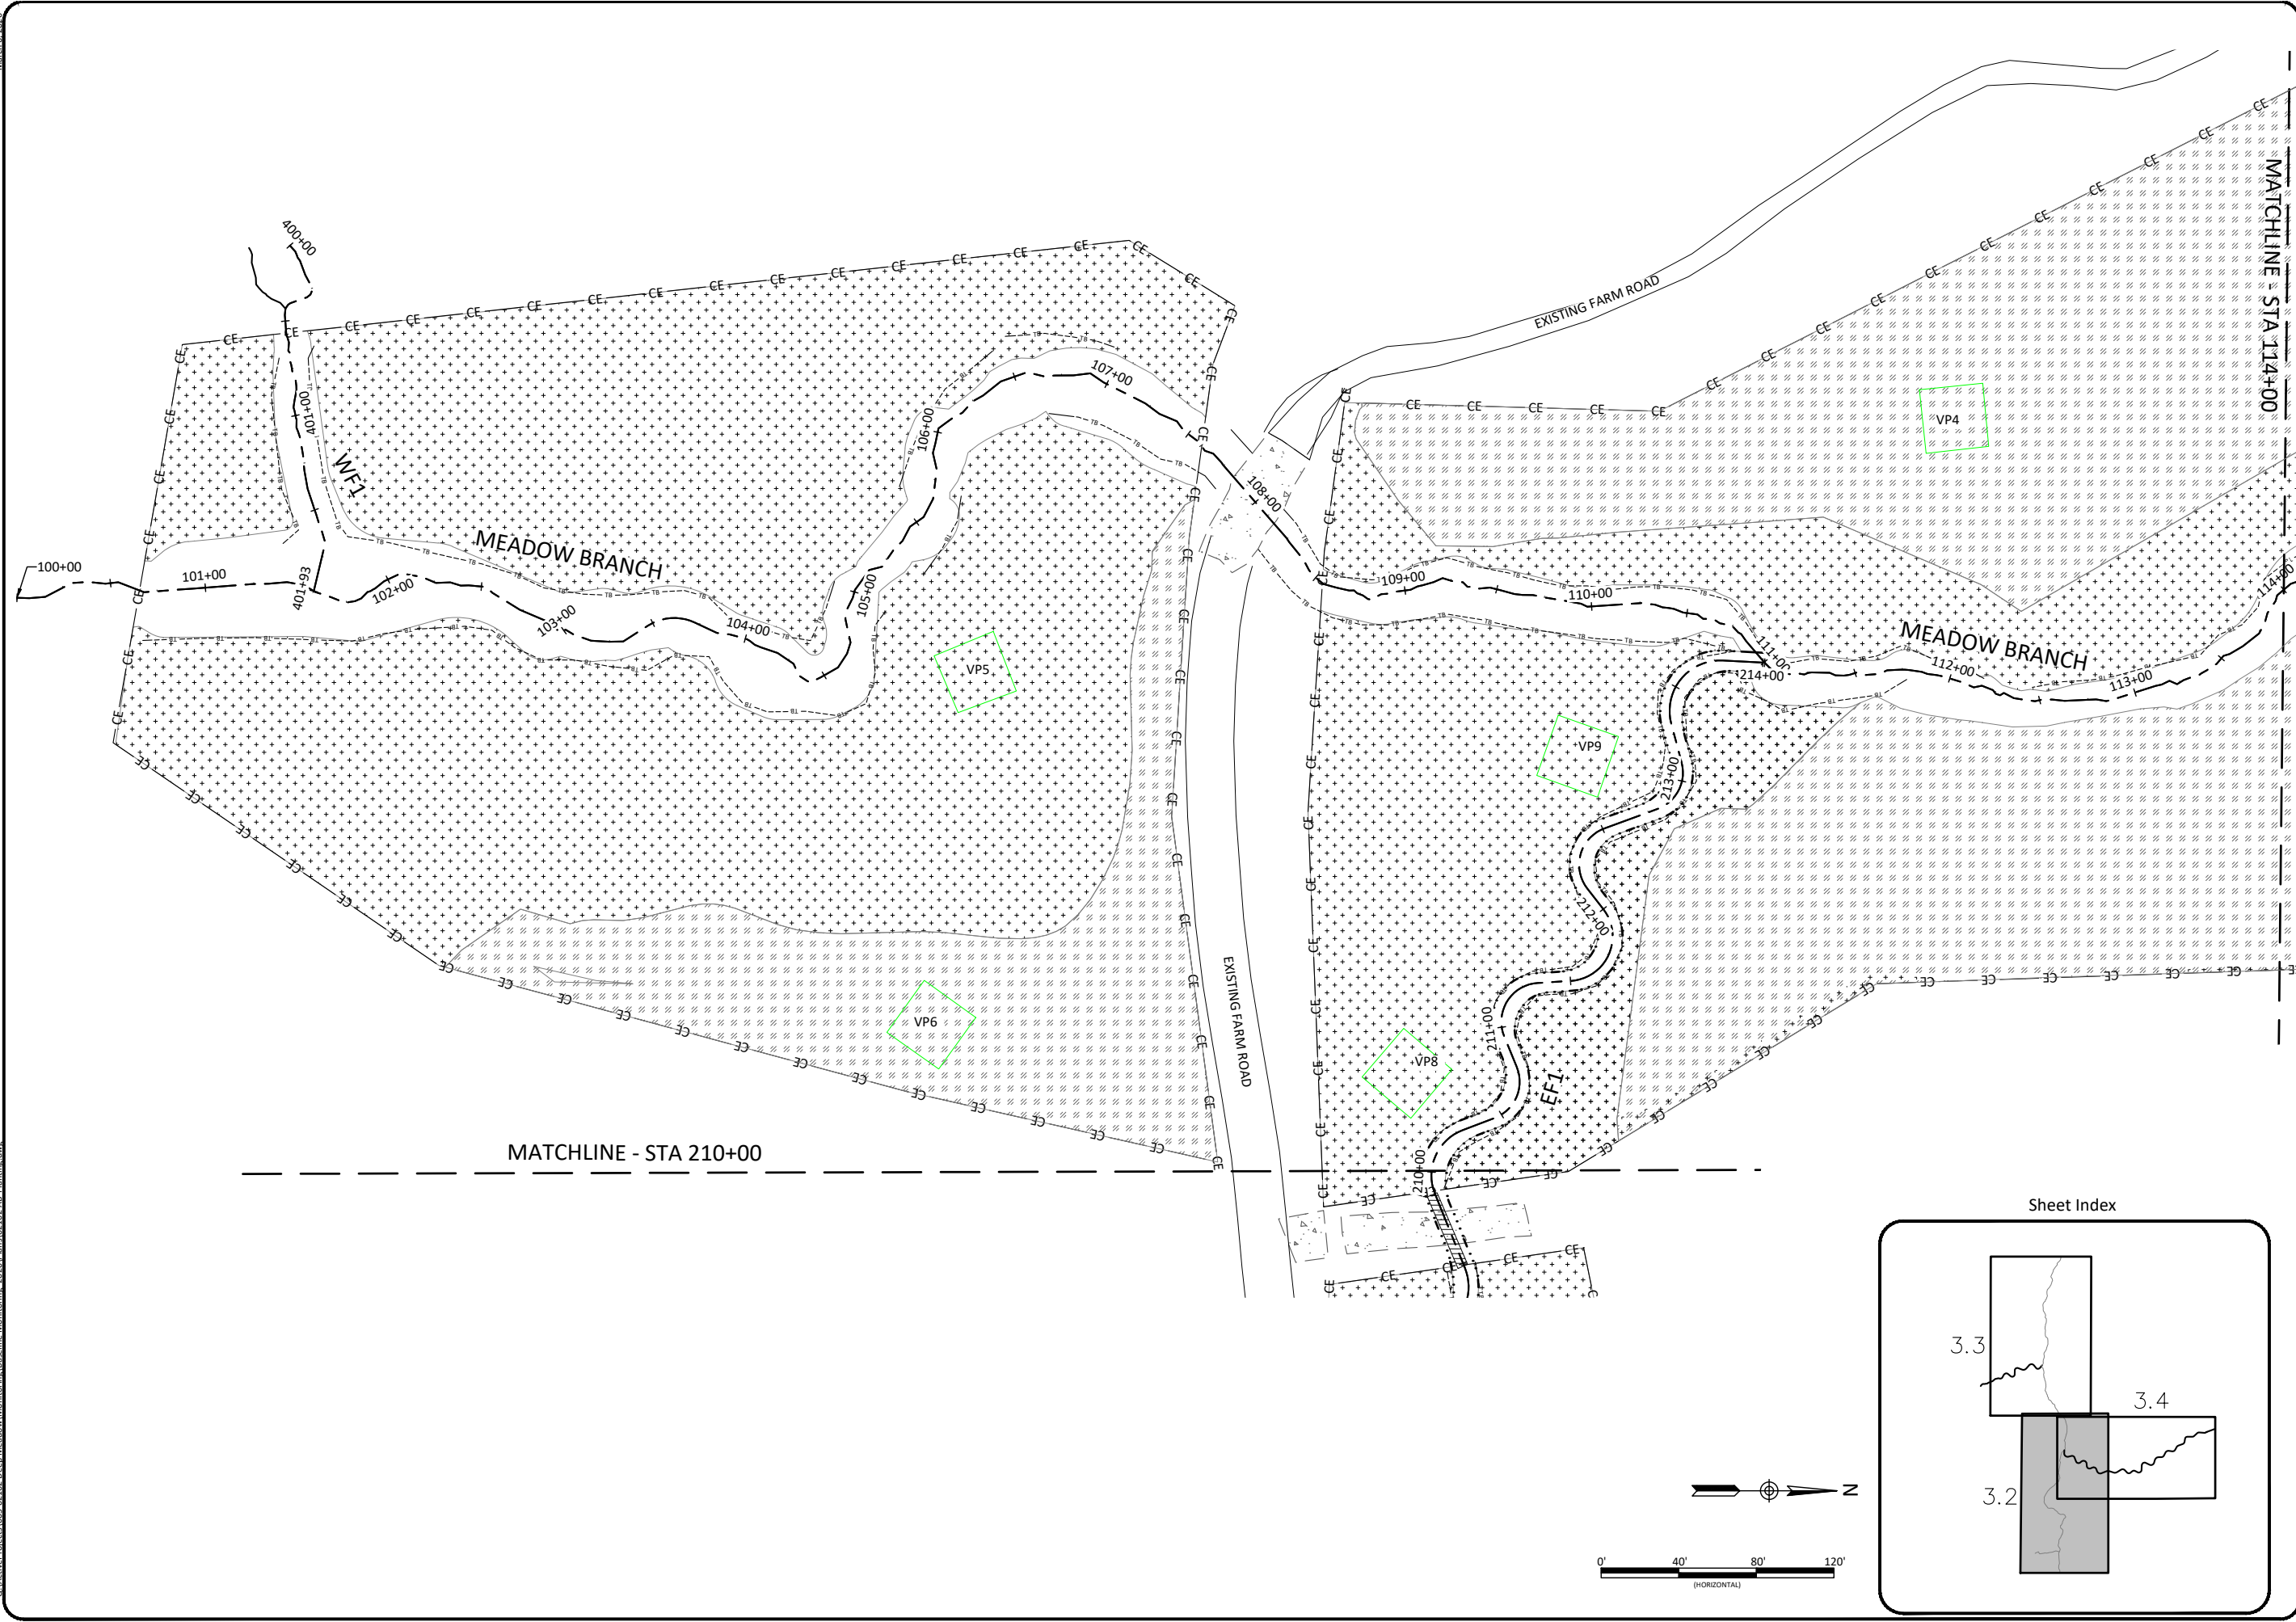 400+00
401+00
WF1
100+00
101+00
401+93
102+00
MEADOW BRANCH
103+00
104+00
105+00
106+00
107+00
108+00
EXISTING FARM ROAD
109+00
110+00
111+00
214+00
MEADOW BRANCH
112+00
113+00
114+00
MATCHLINE - STA 114+00
VP4
VP5
VP6
VP9
VP8
213+00
212+00
211+00
EF1
210+00
EXISTING FARM ROAD
MATCHLINE - STA 210+00
CE
TB
Sheet Index
3.3
3.4
3.2
N
0' 40' 80' 120'
(HORIZONTAL)